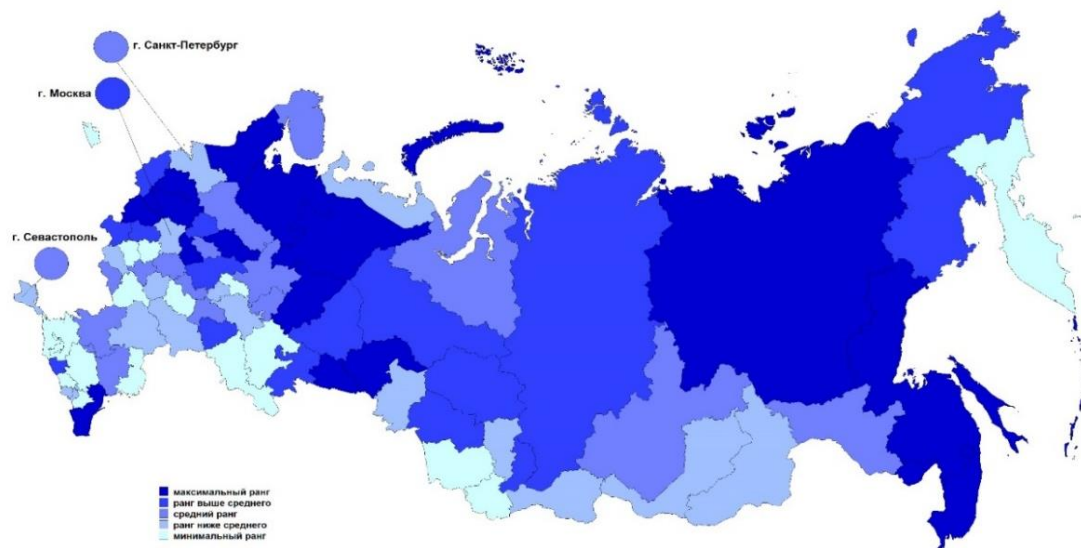 г. Санкт-Петербург
г. Москва
г. Севастополь
максимальный ранг
ранг выше среднего
средний ранг
ранг ниже среднего
минимальный ранг